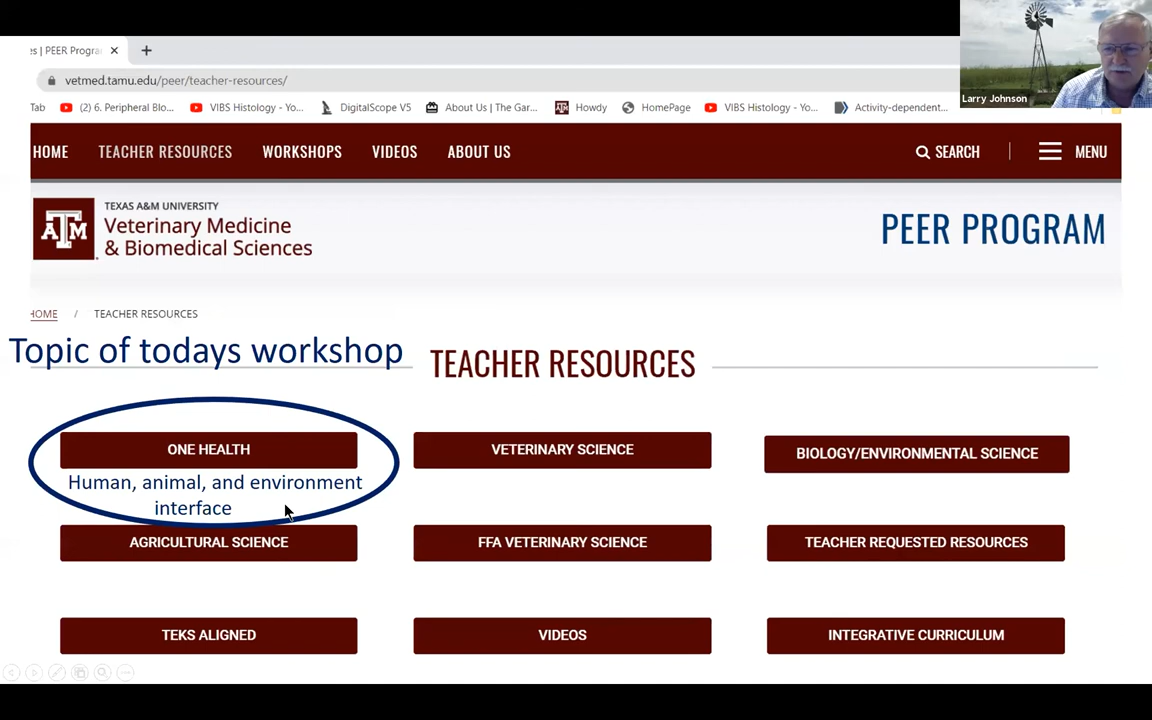 es | PEER Progra
vetmed.tamu.edu/peer/teacher-resources/
Tab
(2) 6. Peripheral Blo...
VIBS Histology - Yo...
DigitalScope V5
About Us | The Gar...
Howdy
HomePage
VIBS Histology - Yo...
Activity-dependent...
Larry Johnson
HOME
TEACHER RESOURCES
WORKSHOPS
VIDEOS
ABOUT US
SEARCH
MENU
ATM
TEXAS A&M UNIVERSITY
Veterinary Medicine
& Biomedical Sciences
PEER PROGRAM
HOME / TEACHER RESOURCES
Topic of todays workshop
TEACHER RESOURCES
ONE HEALTH
VETERINARY SCIENCE
BIOLOGY/ENVIRONMENTAL SCIENCE
Human, animal, and environment
interface
AGRICULTURAL SCIENCE
FFA VETERINARY SCIENCE
TEACHER REQUESTED RESOURCES
TEKS ALIGNED
VIDEOS
INTEGRATIVE CURRICULUM